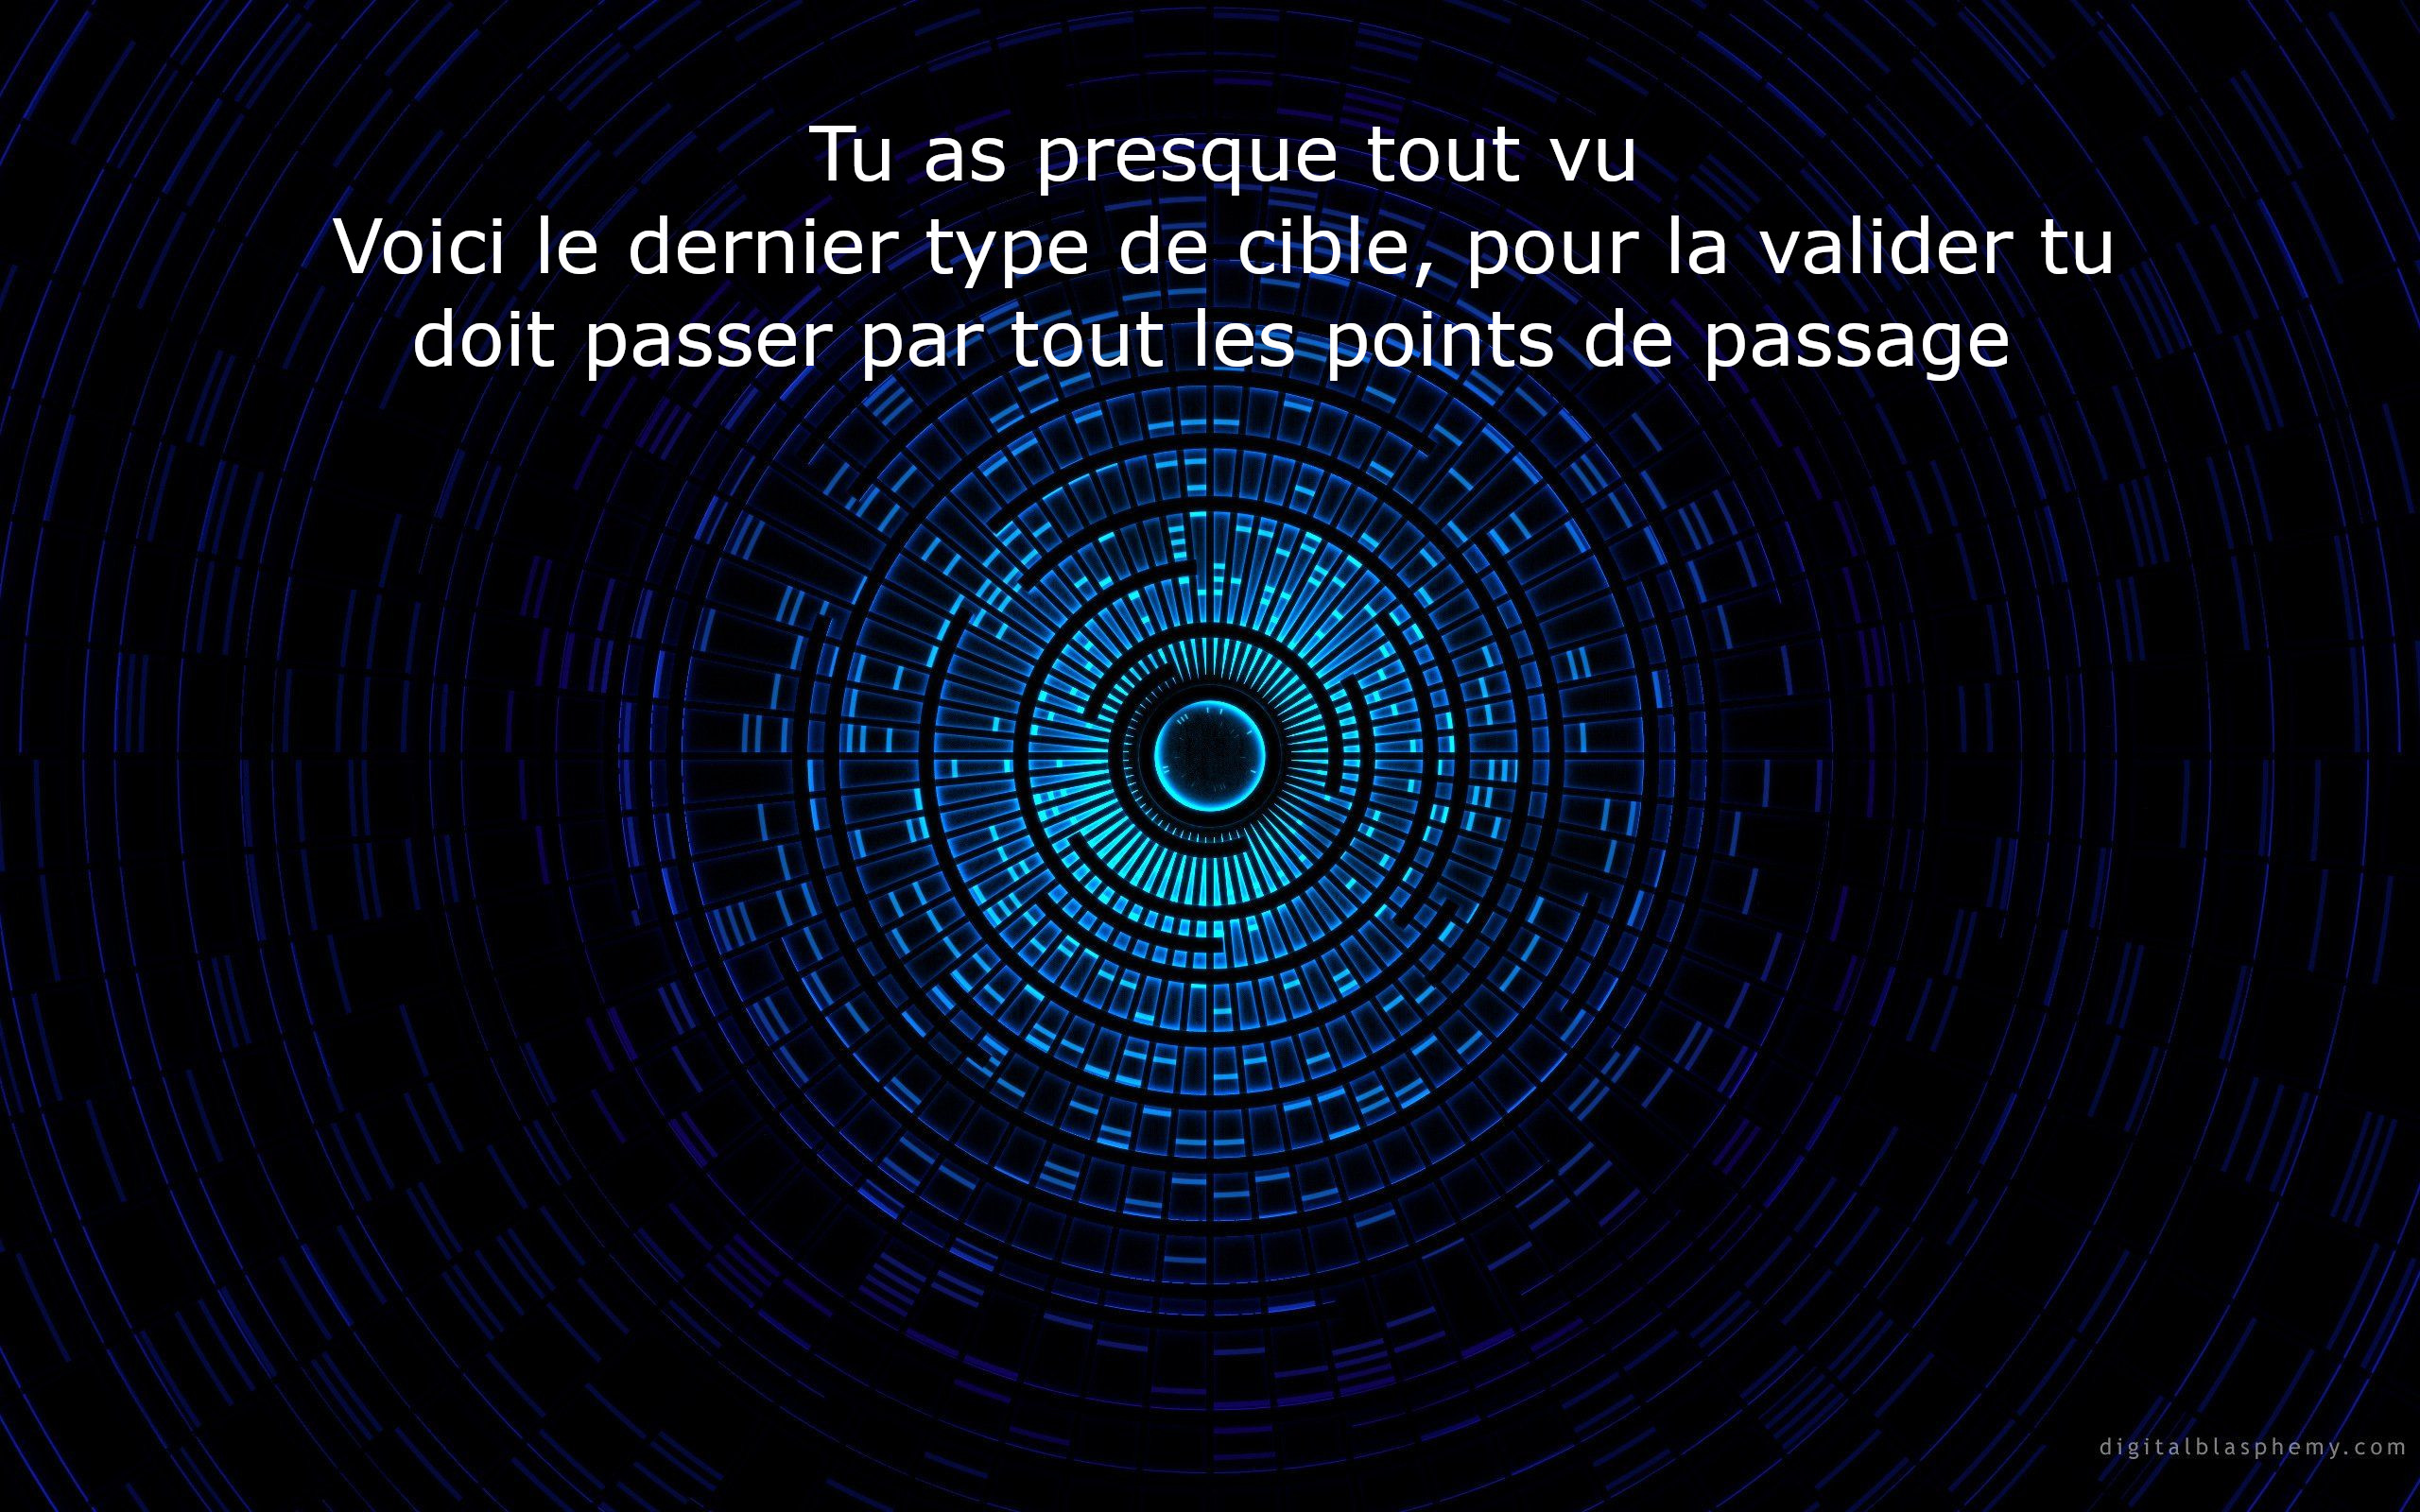 Tu as presque tout vu
Voici le dernier type de cible, pour la valider tu
doit passer par tout les points de passage
digitalblasphemy.com